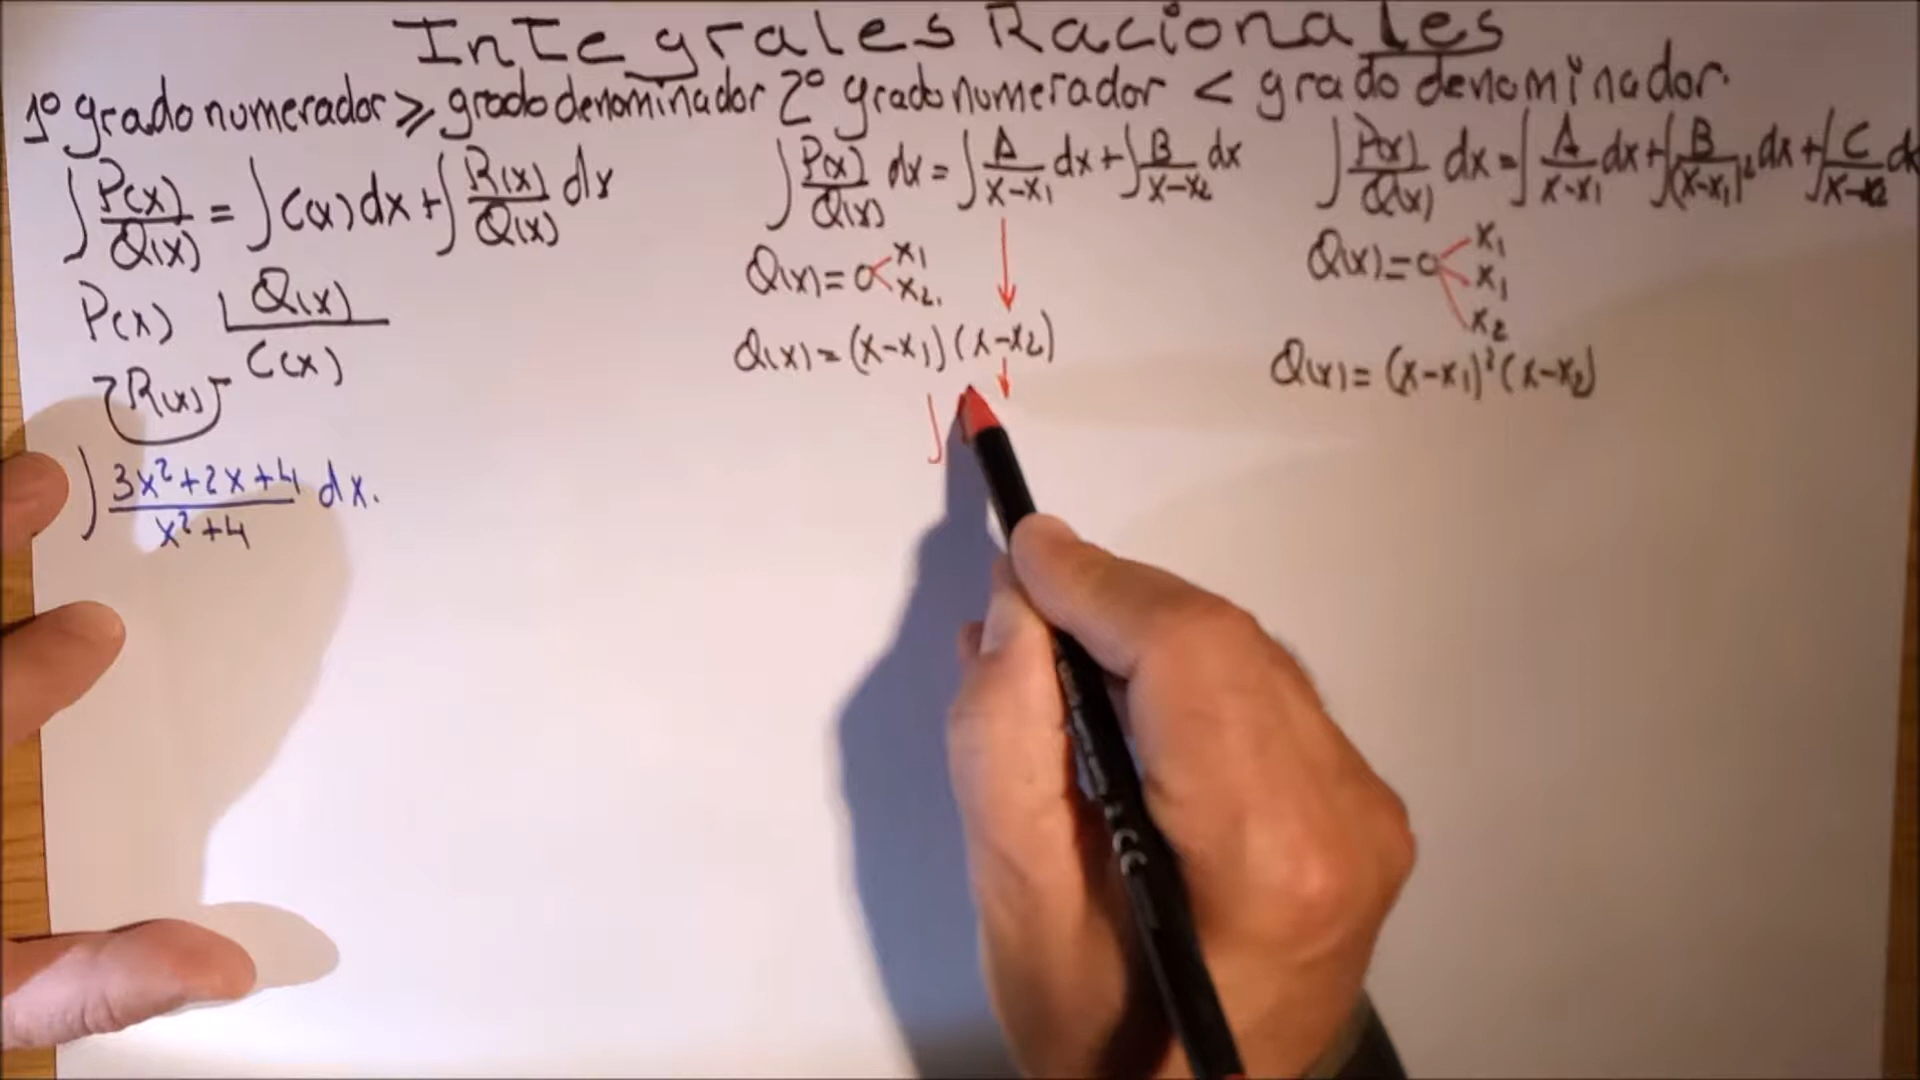 Integrales Racionales
1º grado numerador ≥ grado denominador 2º grado numerador < grado denominador.
∫ P(x)/Q(x) = ∫ C(x) dx + ∫ R(x)/Q(x) dx
P(x) | Q(x)
R(x) C(x)
∫ (3x²+2x+4)/(x²+4) dx.
∫ P(x)/Q(x) dx = ∫ A/(x-x₁) dx + ∫ B/(x-x₂) dx
Q(x) = 0 < x₁
x₂.
Q(x) = (x-x₁)(x-x₂)
∫
∫ P(x)/Q(x) dx = ∫ A/(x-x₁) dx + ∫ B/(x-x₁)² dx + ∫ C/(x-x₂) d
Q(x) = 0 < x₁
x₁
x₂
Q(x) = (x-x₁)²(x-x₂)